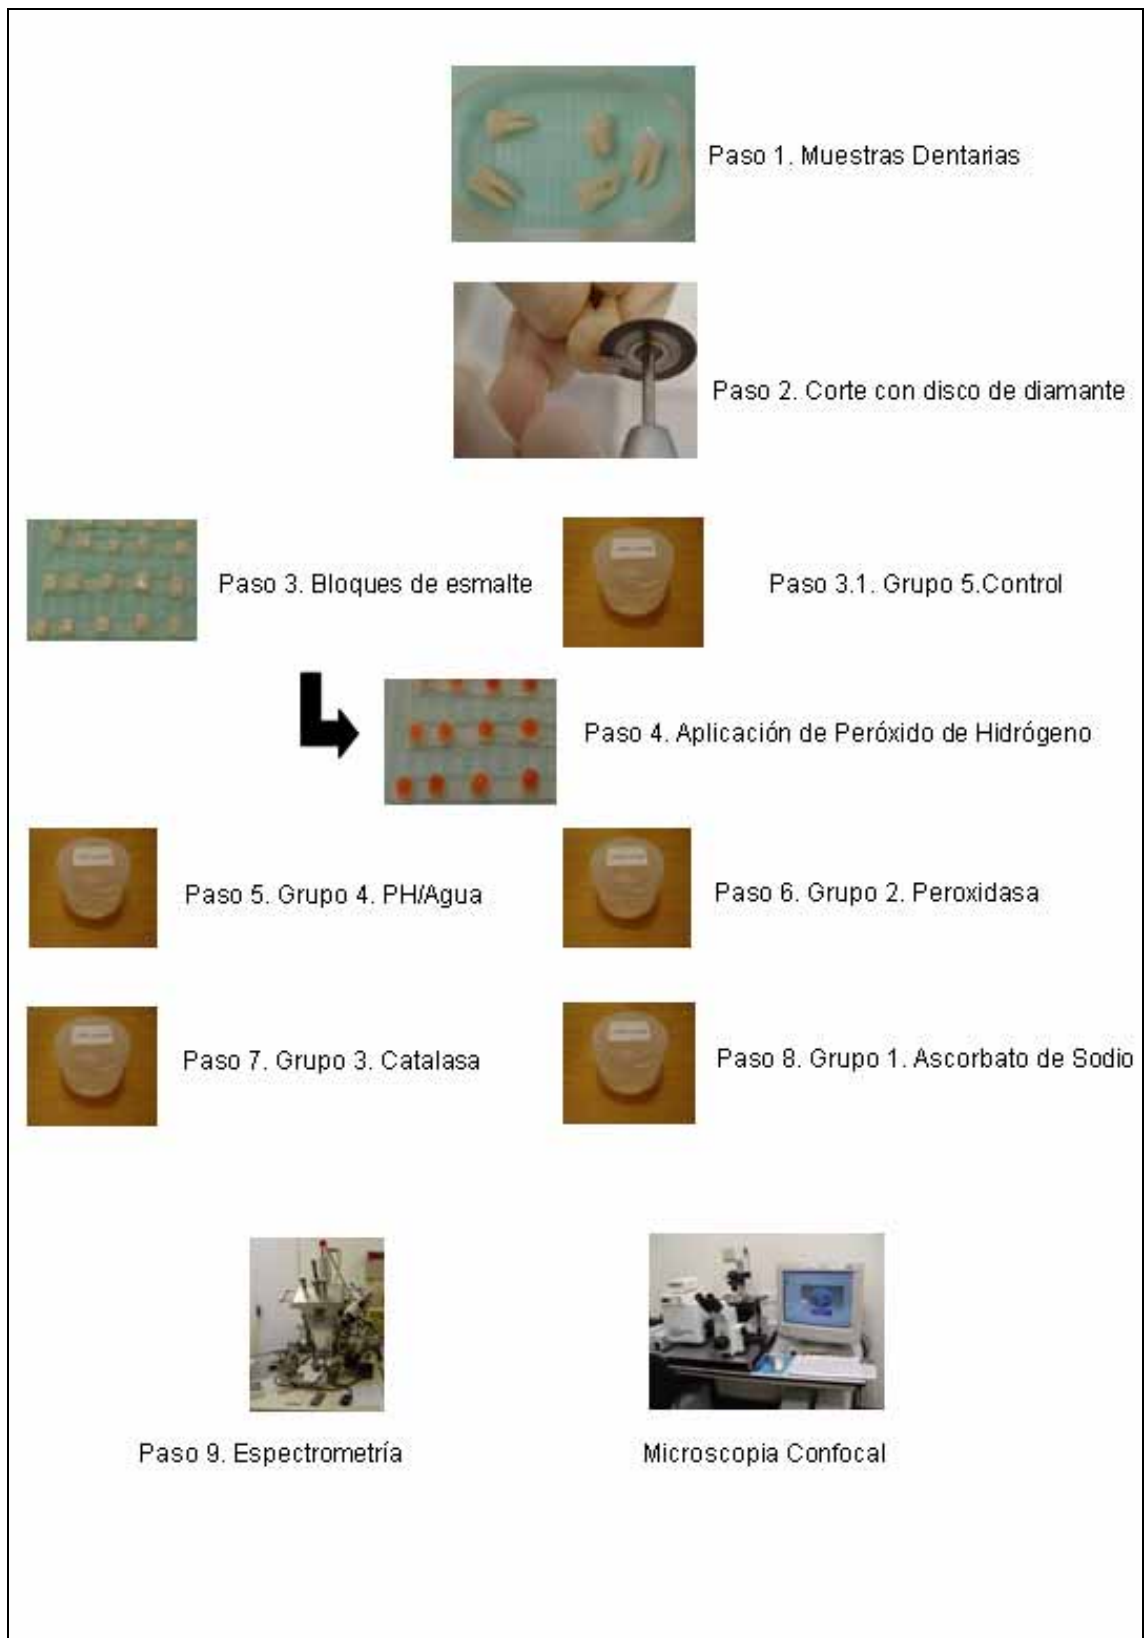 Paso 1. Muestras Dentarias
Paso 2. Corte con disco de diamante
Paso 3. Bloques de esmalte
Paso 3.1. Grupo 5.Control
Paso 4. Aplicación de Peróxido de Hidrógeno
Paso 5. Grupo 4. PH/Agua
Paso 6. Grupo 2. Peroxidasa
Paso 7. Grupo 3. Catalasa
Paso 8. Grupo 1. Ascorbato de Sodio
Paso 9. Espectrometría
Microscopia Confocal